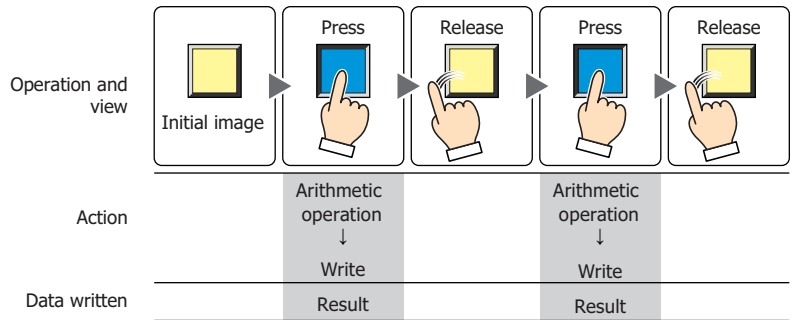 Press
Release
Press
Release
Operation and
view
Initial image
Action
Arithmetic
operation
↓
Write
Arithmetic
operation
↓
Write
Data written
Result
Result